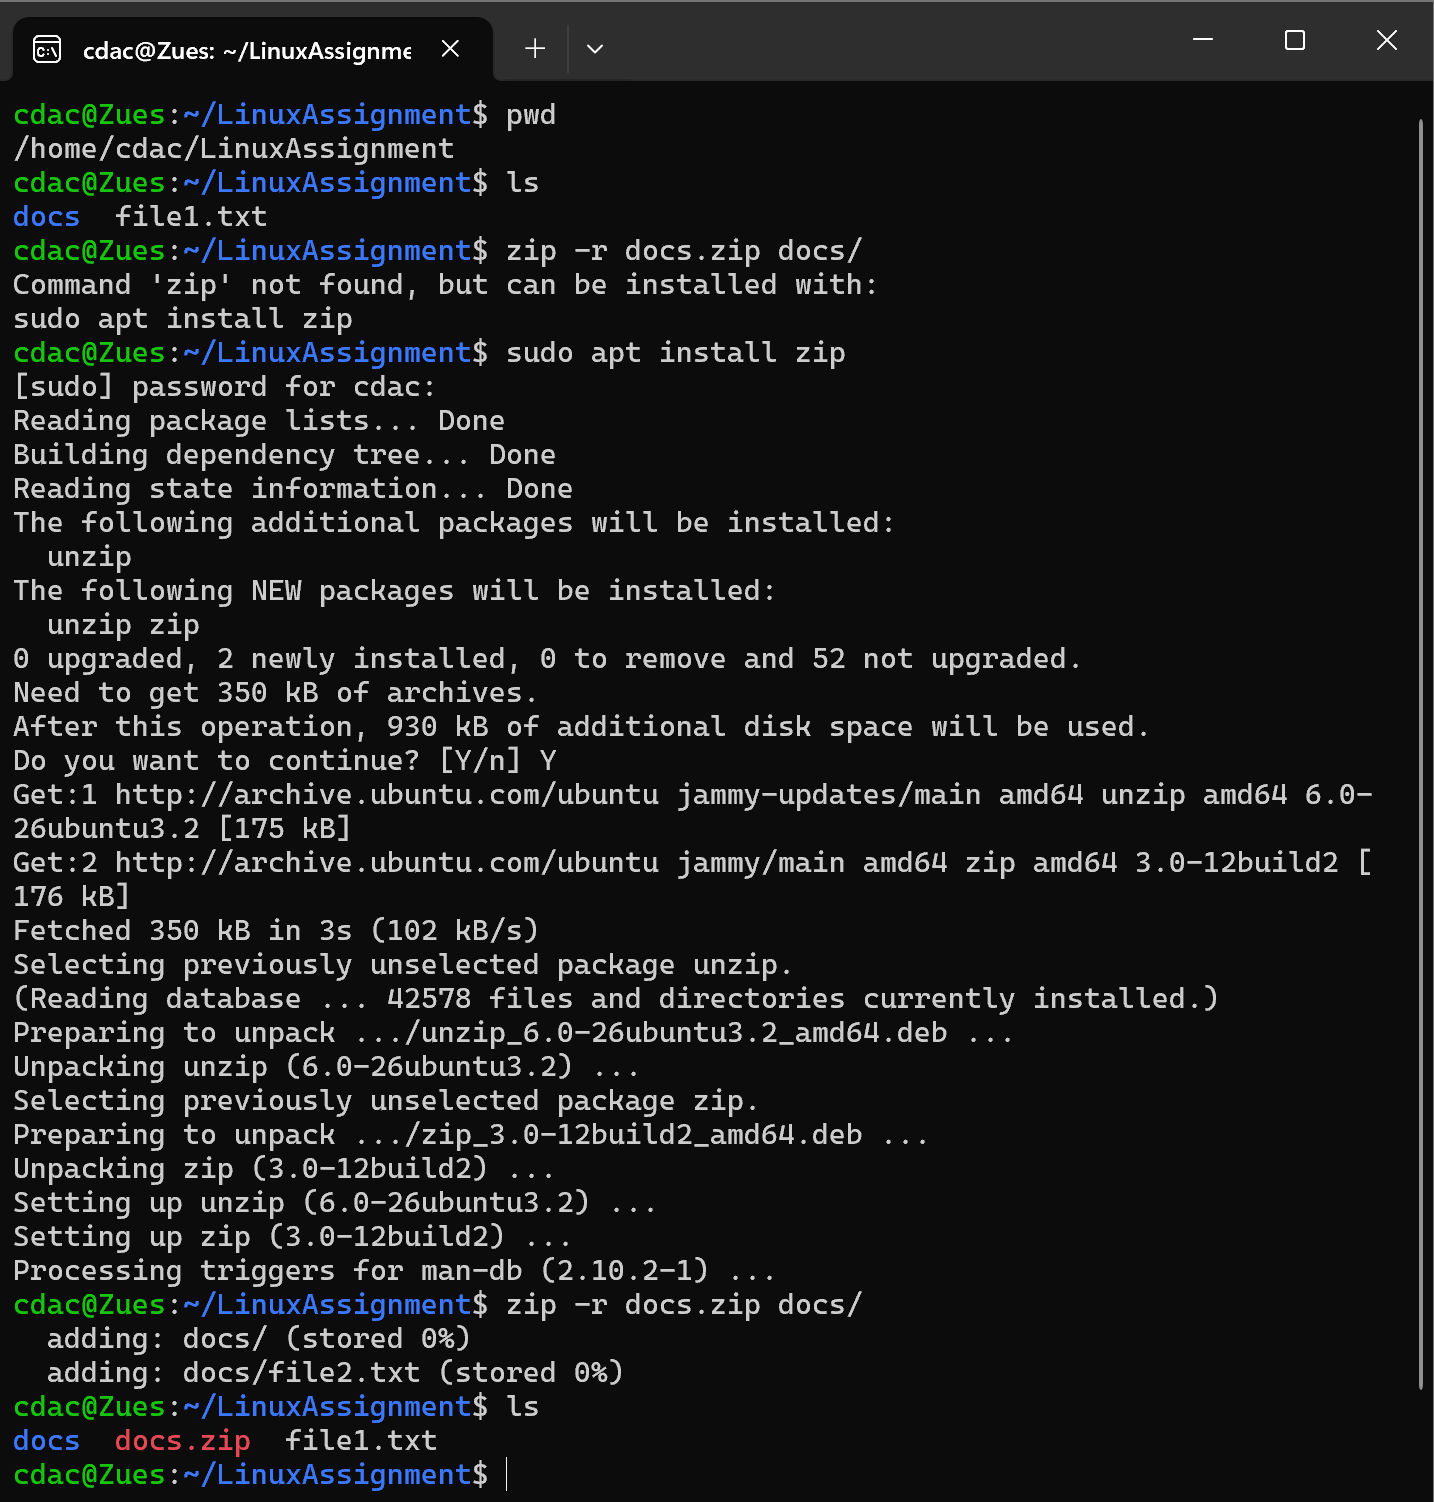 cdac@Zues: ~/LinuxAssignme
cdac@Zues:~/LinuxAssignment$ pwd
/home/cdac/LinuxAssignment
cdac@Zues:~/LinuxAssignment$ ls
docs  file1.txt
cdac@Zues:~/LinuxAssignment$ zip -r docs.zip docs/
Command 'zip' not found, but can be installed with:
sudo apt install zip
cdac@Zues:~/LinuxAssignment$ sudo apt install zip
[sudo] password for cdac:
Reading package lists... Done
Building dependency tree... Done
Reading state information... Done
The following additional packages will be installed:
  unzip
The following NEW packages will be installed:
  unzip zip
0 upgraded, 2 newly installed, 0 to remove and 52 not upgraded.
Need to get 350 kB of archives.
After this operation, 930 kB of additional disk space will be used.
Do you want to continue? [Y/n] Y
Get:1 http://archive.ubuntu.com/ubuntu jammy-updates/main amd64 unzip amd64 6.0-
26ubuntu3.2 [175 kB]
Get:2 http://archive.ubuntu.com/ubuntu jammy/main amd64 zip amd64 3.0-12build2 [
176 kB]
Fetched 350 kB in 3s (102 kB/s)
Selecting previously unselected package unzip.
(Reading database ... 42578 files and directories currently installed.)
Preparing to unpack .../unzip_6.0-26ubuntu3.2_amd64.deb ...
Unpacking unzip (6.0-26ubuntu3.2) ...
Selecting previously unselected package zip.
Preparing to unpack .../zip_3.0-12build2_amd64.deb ...
Unpacking zip (3.0-12build2) ...
Setting up unzip (6.0-26ubuntu3.2) ...
Setting up zip (3.0-12build2) ...
Processing triggers for man-db (2.10.2-1) ...
cdac@Zues:~/LinuxAssignment$ zip -r docs.zip docs/
  adding: docs/ (stored 0%)
  adding: docs/file2.txt (stored 0%)
cdac@Zues:~/LinuxAssignment$ ls
docs  docs.zip  file1.txt
cdac@Zues:~/LinuxAssignment$